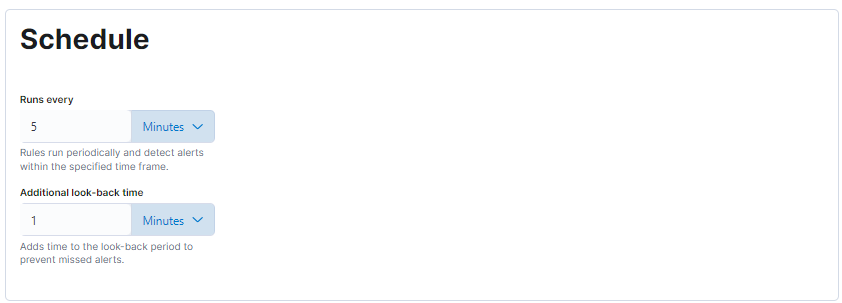 Schedule
Runs every
5 Minutes
Rules run periodically and detect alerts
within the specified time frame.
Additional look-back time
1 Minutes
Adds time to the look-back period to
prevent missed alerts.